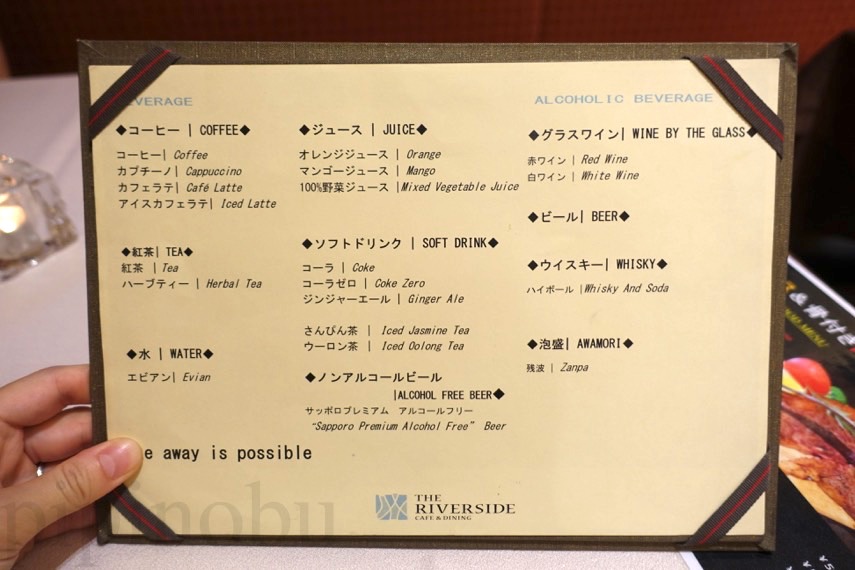 EVERAGE
◆コーヒー | COFFEE◆
コーヒー| Coffee
カプチーノ | Cappuccino
カフェラテ| Café Latte
アイスカフェラテ| Iced Latte
◆紅茶| TEA◆
紅茶 | Tea
ハーブティー | Herbal Tea
◆水 | WATER◆
エビアン| Evian
◆ジュース | JUICE◆
オレンジジュース | Orange
マンゴージュース | Mango
100%野菜ジュース |Mixed Vegetable Juice
◆ソフトドリンク | SOFT DRINK◆
コーラ | Coke
コーラゼロ | Coke Zero
ジンジャーエール | Ginger Ale
さんぴん茶 | Iced Jasmine Tea
ウーロン茶 | Iced Oolong Tea
◆ノンアルコールビール
|ALCOHOL FREE BEER◆
サッポロプレミアム アルコールフリー
“Sapporo Premium Alcohol Free” Beer
ALCOHOLIC BEVERAGE
◆グラスワイン| WINE BY THE GLASS◆
赤ワイン | Red Wine
白ワイン | White Wine
◆ビール| BEER◆
◆ウイスキー| WHISKY◆
ハイボール |Whisky And Soda
◆泡盛| AWAMORI◆
残波 | Zanpa
e away is possible
THE
RIVERSIDE
CAFE & DINING
&骨付き